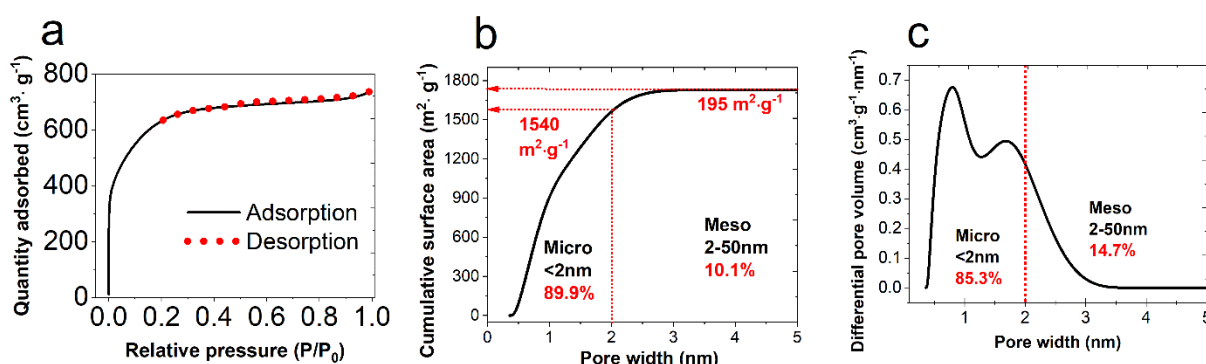 a
Quantity adsorbed (cm³· g⁻¹)
800
600
400
200
0
Adsorption
Desorption
0.0 0.2 0.4 0.6 0.8 1.0
Relative pressure (P/P₀)
b
Cumulative surface area (m²· g⁻¹)
1800
1500
1200
900
600
300
0
195 m²·g⁻¹
1540
m²·g⁻¹
Micro
<2nm
89.9%
Meso
2-50nm
10.1%
0 1 2 3 4 5
Pore width (nm)
c
Differential pore volume (cm³·g⁻¹·nm⁻¹)
0.7
0.6
0.5
0.4
0.3
0.2
0.1
0.0
Micro
<2nm
85.3%
Meso
2-50nm
14.7%
1 2 3 4 5
Pore width (nm)